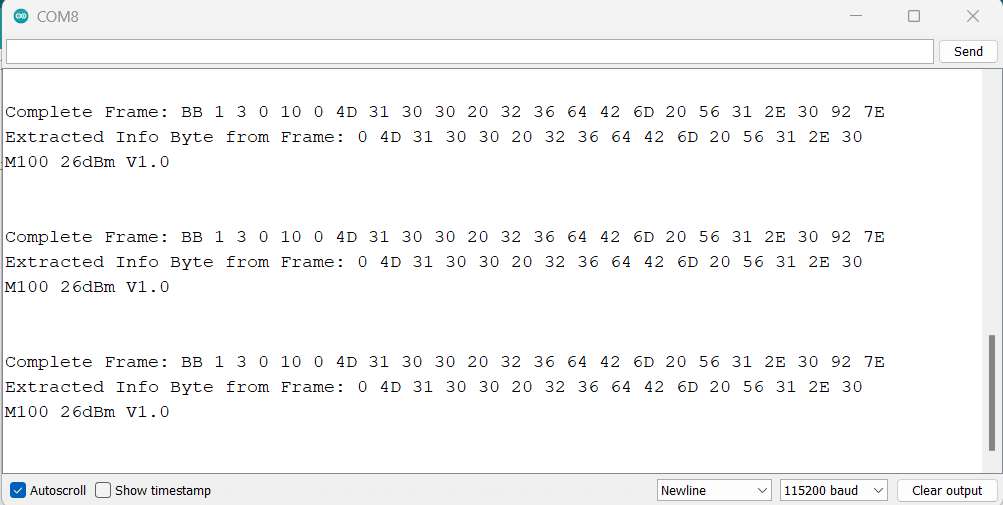 COM8
Send
Complete Frame: BB 1 3 0 10 0 4D 31 30 30 20 32 36 64 42 6D 20 56 31 2E 30 92 7E
Extracted Info Byte from Frame: 0 4D 31 30 30 20 32 36 64 42 6D 20 56 31 2E 30
M100 26dBm V1.0
Complete Frame: BB 1 3 0 10 0 4D 31 30 30 20 32 36 64 42 6D 20 56 31 2E 30 92 7E
Extracted Info Byte from Frame: 0 4D 31 30 30 20 32 36 64 42 6D 20 56 31 2E 30
M100 26dBm V1.0
Complete Frame: BB 1 3 0 10 0 4D 31 30 30 20 32 36 64 42 6D 20 56 31 2E 30 92 7E
Extracted Info Byte from Frame: 0 4D 31 30 30 20 32 36 64 42 6D 20 56 31 2E 30
M100 26dBm V1.0
Autoscroll Show timestamp Newline 115200 baud Clear output